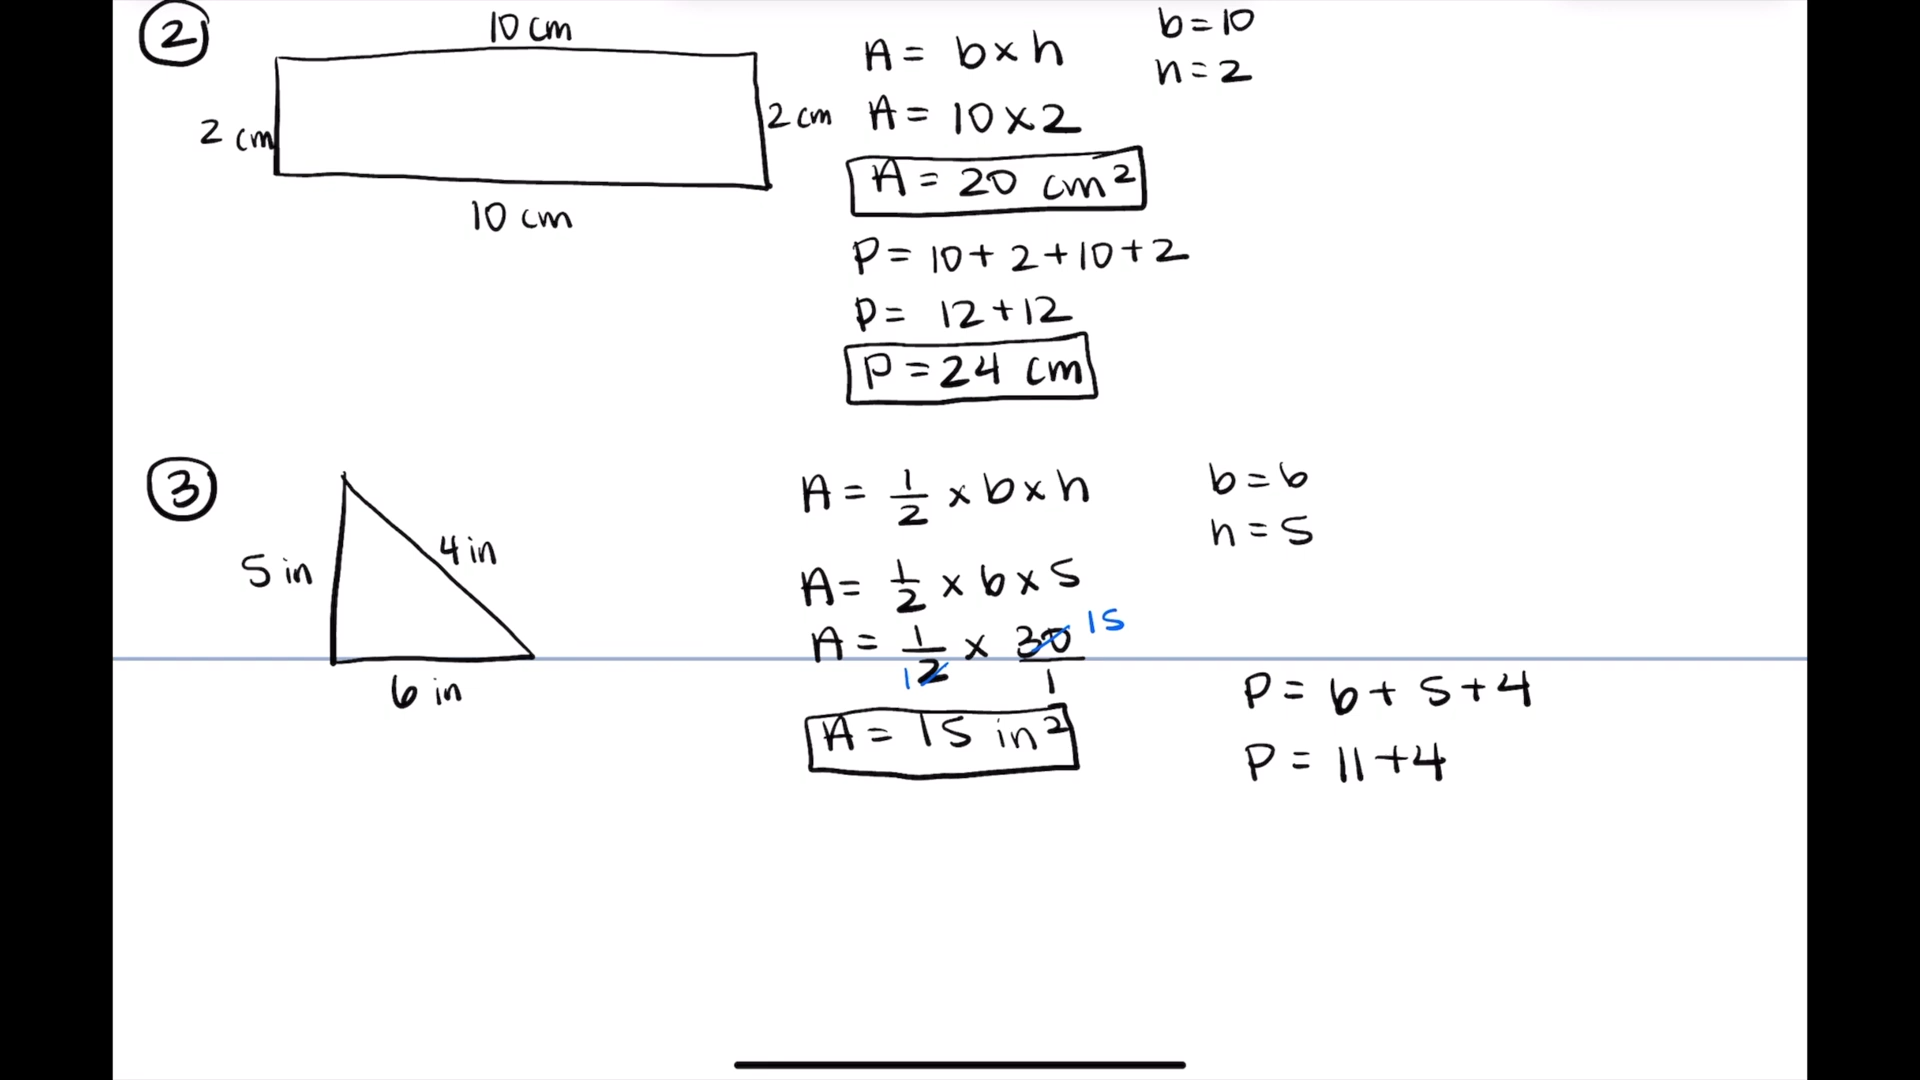 2
10 cm
2 cm
2 cm
10 cm
A = b x h
b = 10
h = 2
A = 10 x 2
A = 20 cm²
P = 10 + 2 + 10 + 2
P = 12 + 12
P = 24 cm
3
5 in
4 in
6 in
A = 1/2 x b x h
b = 6
h = 5
A = 1/2 x 6 x 5
A = 1/2 x 30/1
1
15
A = 15 in²
P = 6 + 5 + 4
P = 11 + 4